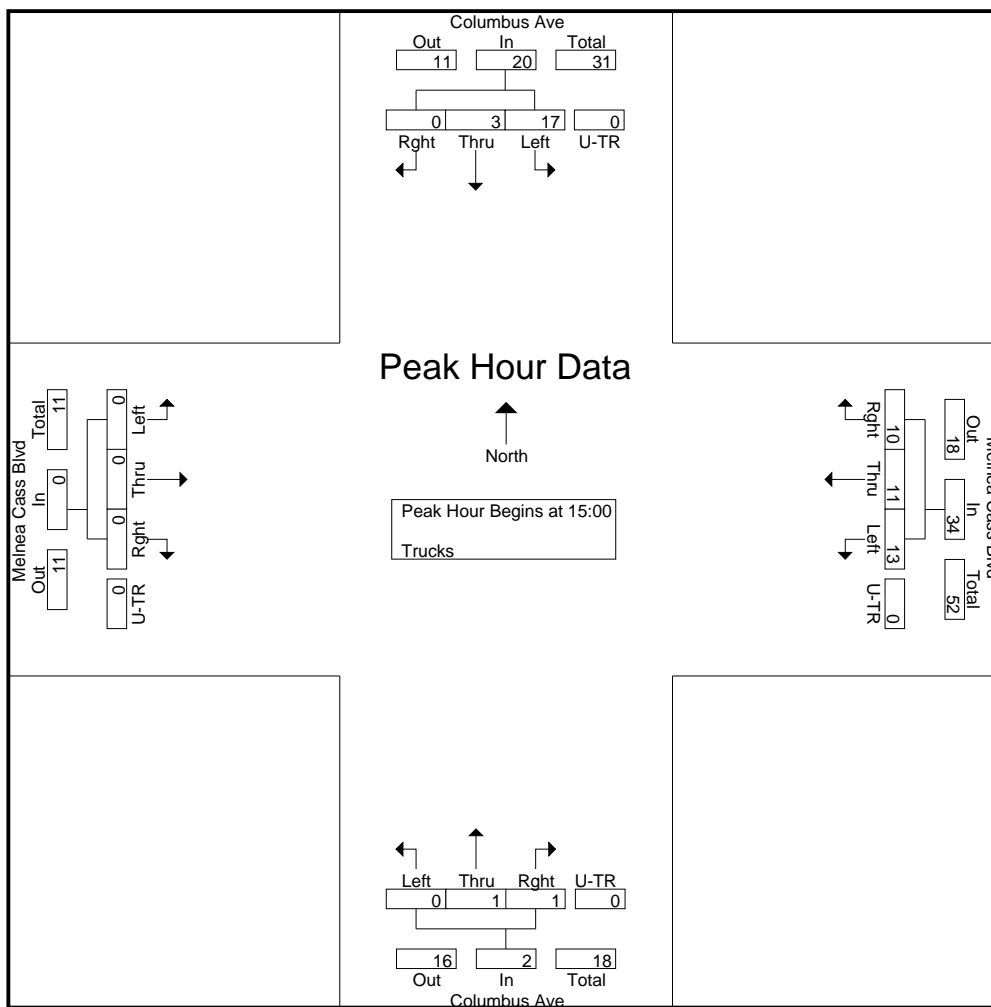 Columbus Ave
Out In Total
11 20 31
0 3 17 0
Rght Thru Left U-TR
Peak Hour Data
North
Peak Hour Begins at 15:00
Trucks
Melnea Cass Blvd
Out In Total
11 0 11
0 0 0 0
Left Thru Rght U-TR
Melnea Cass Blvd
Out In Total
18 34 52
10 11 13 0
Rght Thru Left U-TR
Left Thru Rght U-TR
0 1 1 0
16 2 18
Out In Total
Columbus Ave